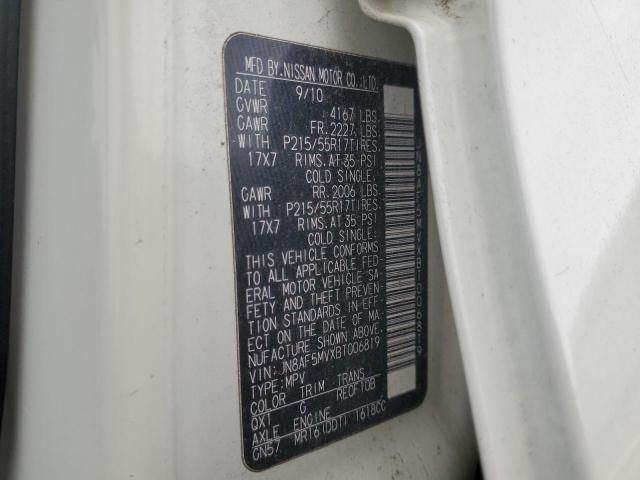 MFD BY.NISSAN MOTOR CO.,LTD.
DATE 9/10
GVWR 4167 LBS.
GAWR FR.2227 LBS.
WITH P215/55R17TIRES.
17X7 RIMS.AT 35 PSI
COLD SINGLE.
GAWR RR.2006 LBS.
WITH P215/55R17TIRES.
17X7 RIMS.AT 35 PSI
COLD SINGLE.
THIS VEHICLE CONFORMS
TO ALL APPLICABLE FED
ERAL MOTOR VEHICLE SA
FETY AND THEFT PREVEN
TION STANDARDS IN EFF
ECT ON THE DATE OF MA
NUFACTURE SHOWN ABOVE.
VIN: JN8AF5MVXBT006819
TYPE: MPV
COLOR TRIM TRANS
QX1 G RE0F10B
AXLE ENGINE
GN57 MR16(DDT) 1618CC